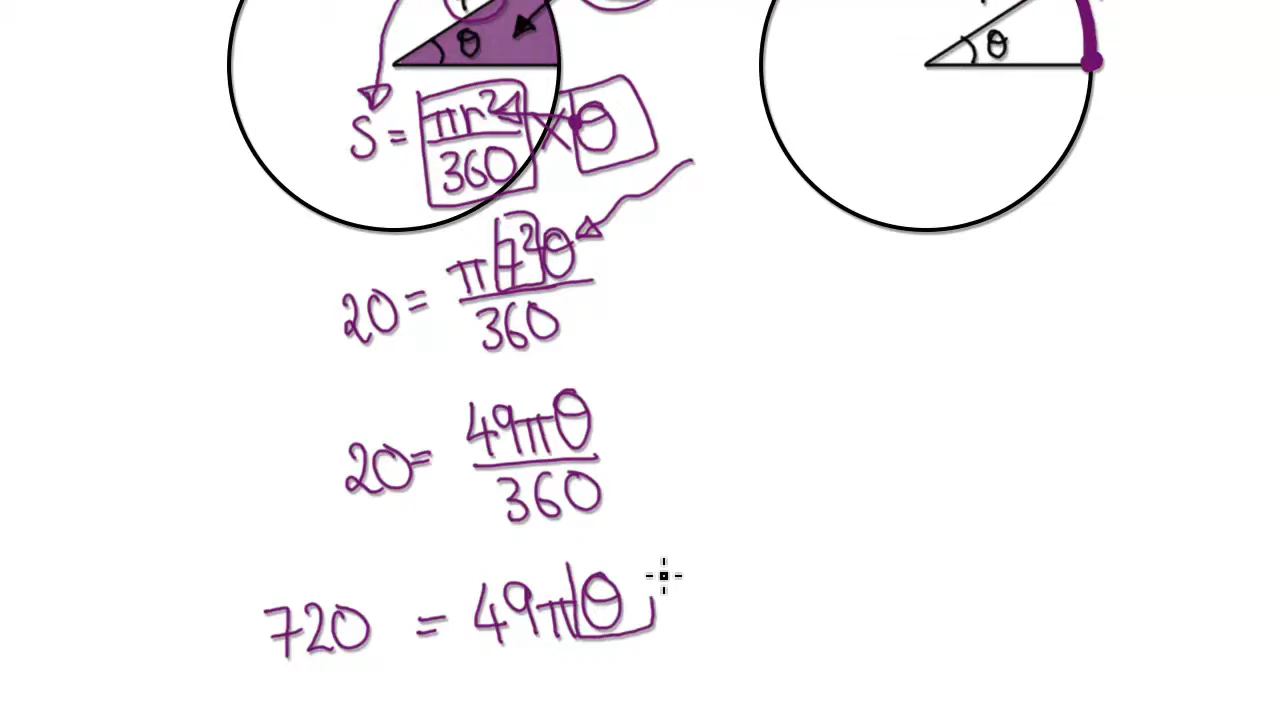 θ
θ
S = πr²/360 × θ
20 = π7²θ/360
20 = 49πθ/360
720 = 49πθ